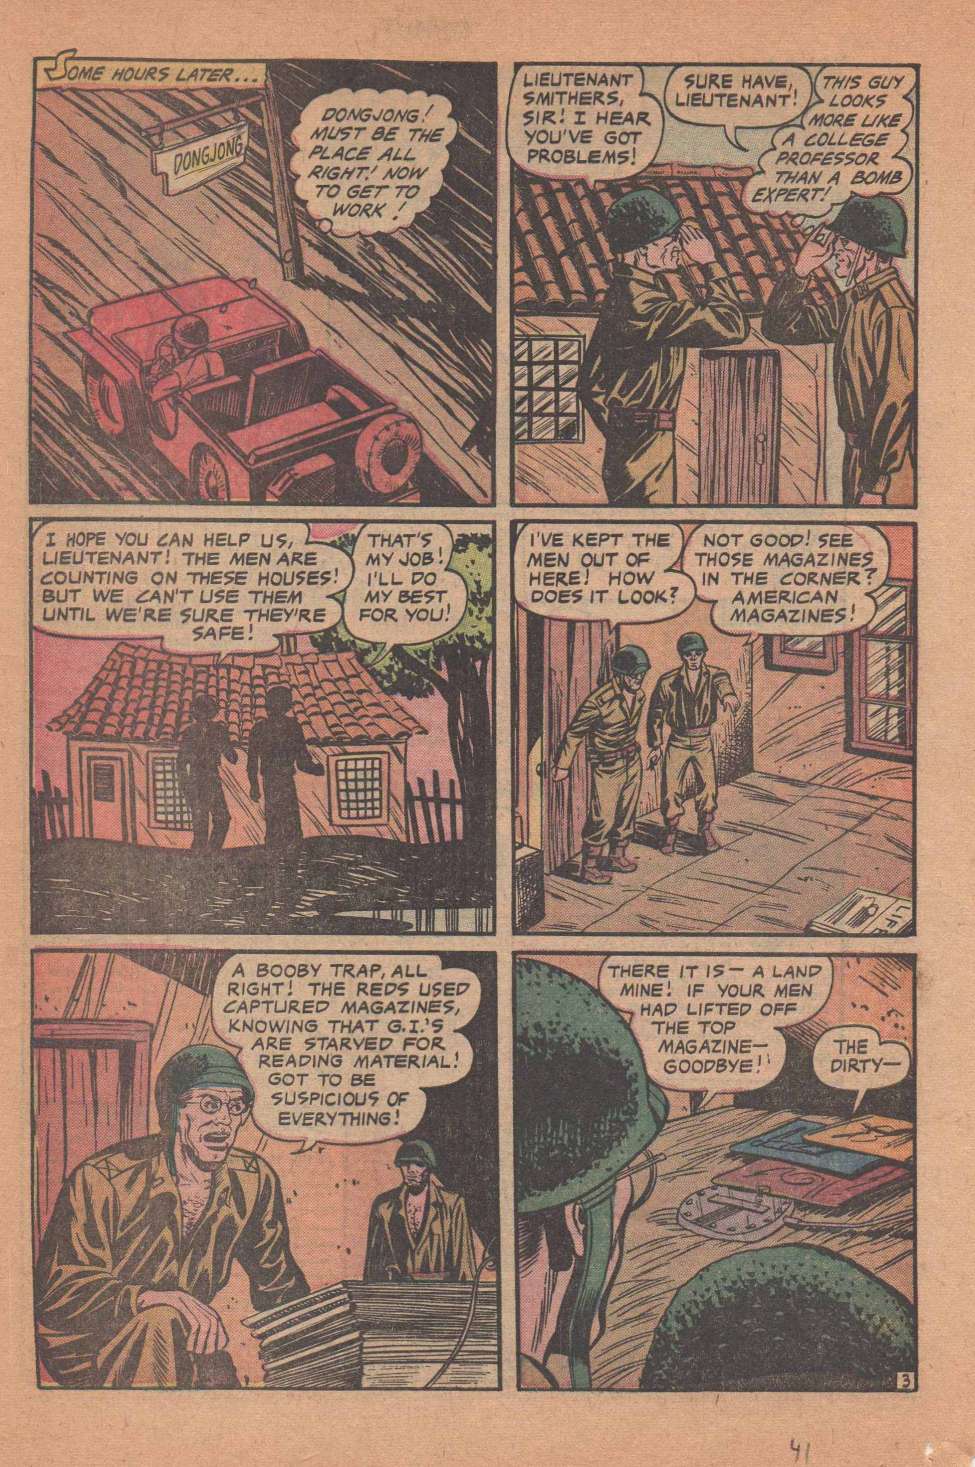 SOME HOURS LATER...
DONGJONG
DONGJONG!
MUST BE THE
PLACE ALL
RIGHT! NOW
TO GET TO
WORK!
LIEUTENANT
SMITHERS,
SIR! I HEAR
YOU'VE GOT
PROBLEMS!
SURE HAVE,
LIEUTENANT!
THIS GUY
LOOKS
MORE LIKE
A COLLEGE
PROFESSOR
THAN A BOMB
EXPERT!
I HOPE YOU CAN HELP US,
LIEUTENANT! THE MEN ARE
COUNTING ON THESE HOUSES!
BUT WE CAN'T USE THEM
UNTIL WE'RE SURE THEY'RE
SAFE!
THAT'S
MY JOB!
I'LL DO
MY BEST
FOR YOU!
I'VE KEPT THE
MEN OUT OF
HERE! HOW
DOES IT LOOK?
NOT GOOD! SEE
THOSE MAGAZINES
IN THE CORNER?
AMERICAN
MAGAZINES!
LIF
A BOOBY TRAP, ALL
RIGHT! THE REDS USED
CAPTURED MAGAZINES,
KNOWING THAT G.I.'S
ARE STARVED FOR
READING MATERIAL!
GOT TO BE
SUSPICIOUS OF
EVERYTHING!
THERE IT IS — A LAND
MINE! IF YOUR MEN
HAD LIFTED OFF
THE TOP
MAGAZINE—
GOODBYE!
THE
DIRTY—
3
41